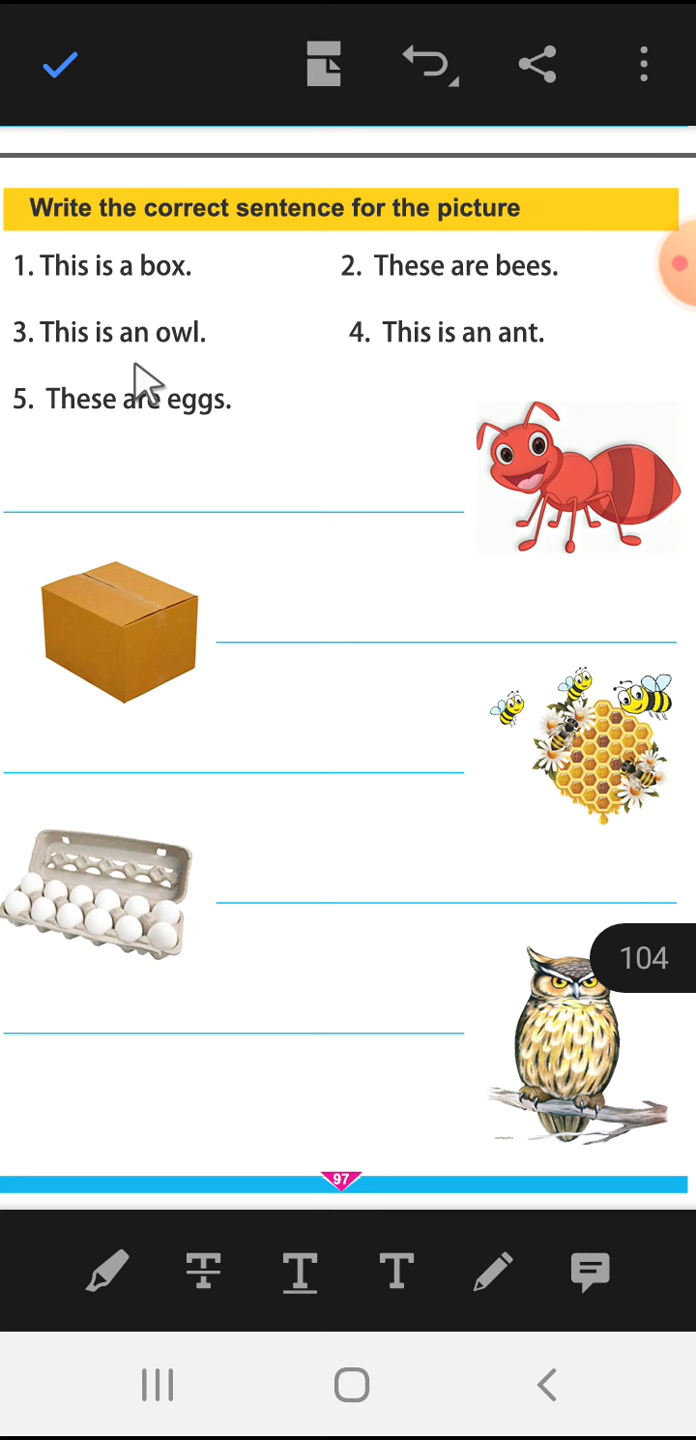 Write the correct sentence for the picture
1. This is a box. 2. These are bees.
3. This is an owl. 4. This is an ant.
5. These are eggs.
104
97